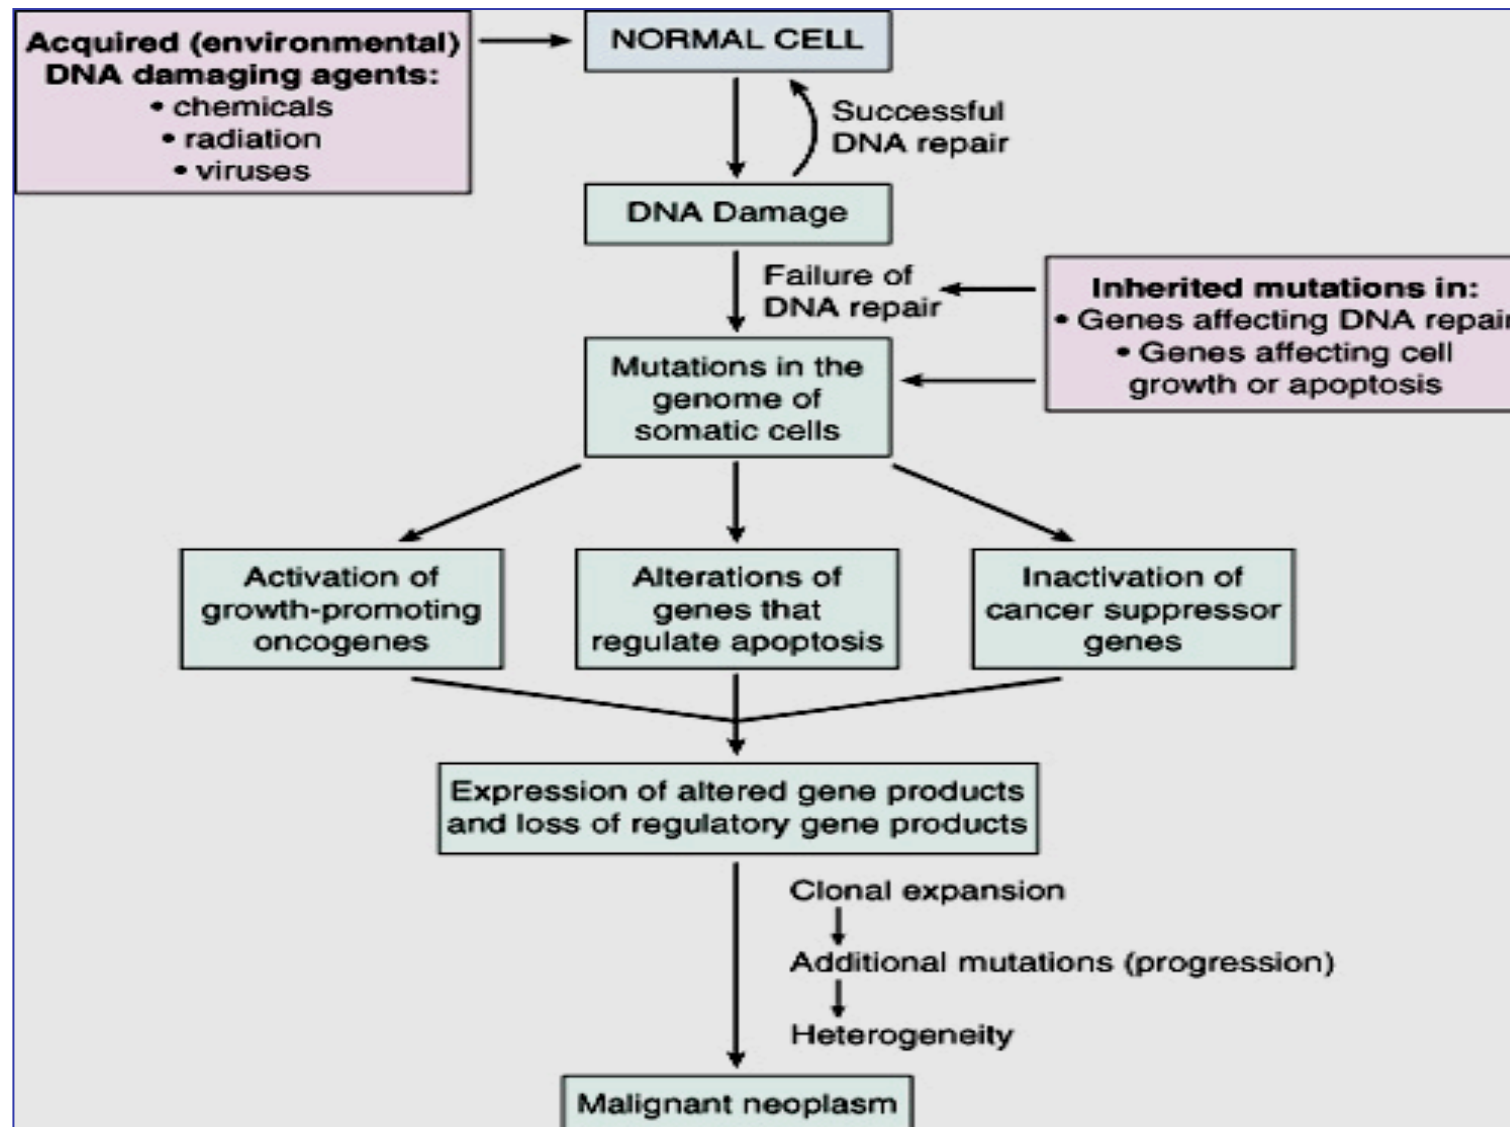 Acquired (environmental)
DNA damaging agents:
• chemicals
• radiation
• viruses
NORMAL CELL
Successful
DNA repair
DNA Damage
Failure of
DNA repair
Inherited mutations in:
• Genes affecting DNA repair
• Genes affecting cell
growth or apoptosis
Mutations in the
genome of
somatic cells
Activation of
growth-promoting
oncogenes
Alterations of
genes that
regulate apoptosis
Inactivation of
cancer suppressor
genes
Expression of altered gene products
and loss of regulatory gene products
Clonal expansion
Additional mutations (progression)
Heterogeneity
Malignant neoplasm